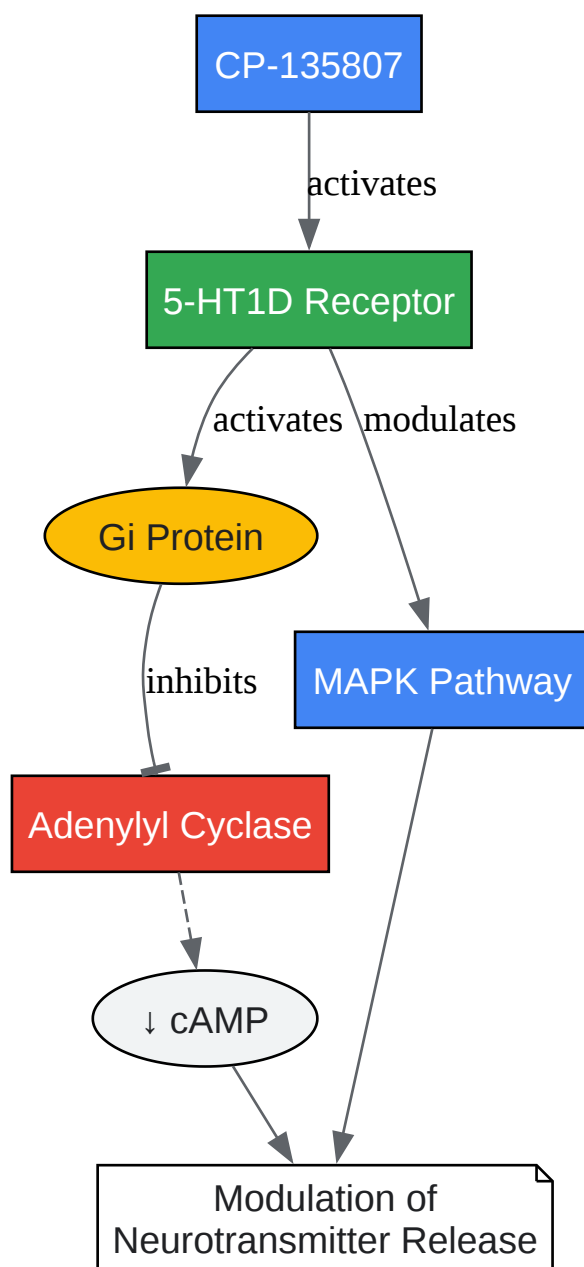 CP-135807
activates
5-HT1D Receptor
activates
modulates
Gi Protein
inhibits
MAPK Pathway
Adenylyl Cyclase
↓ cAMP
Modulation of
Neurotransmitter Release